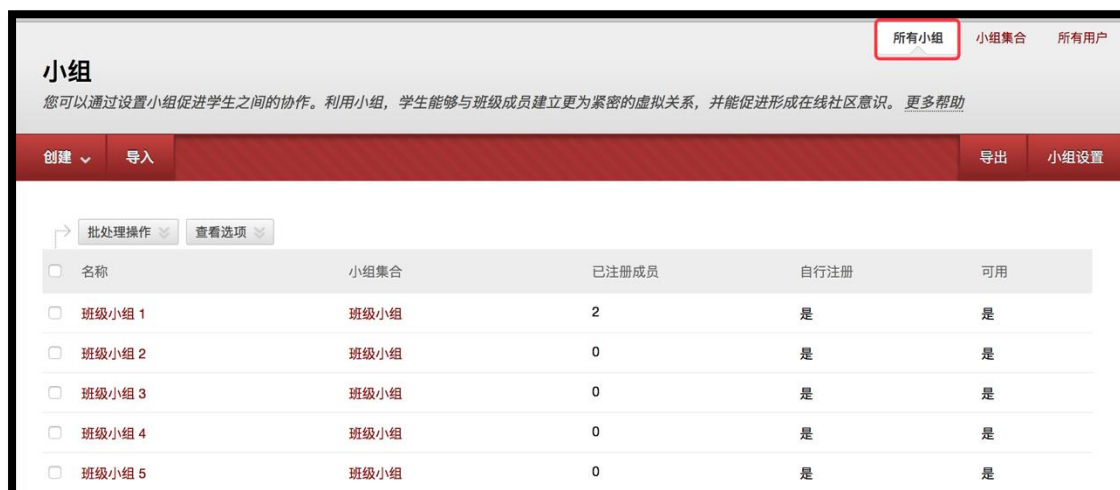 所有小组 小组集合 所有用户
小组
您可以通过设置小组促进学生之间的协作。利用小组，学生能够与班级成员建立更为紧密的虚拟关系，并能促进形成在线社区意识。 更多帮助
创建 导入 导出 小组设置
批处理操作 查看选项
名称 小组集合 已注册成员 自行注册 可用
班级小组 1 班级小组 2 是 是
班级小组 2 班级小组 0 是 是
班级小组 3 班级小组 0 是 是
班级小组 4 班级小组 0 是 是
班级小组 5 班级小组 0 是 是